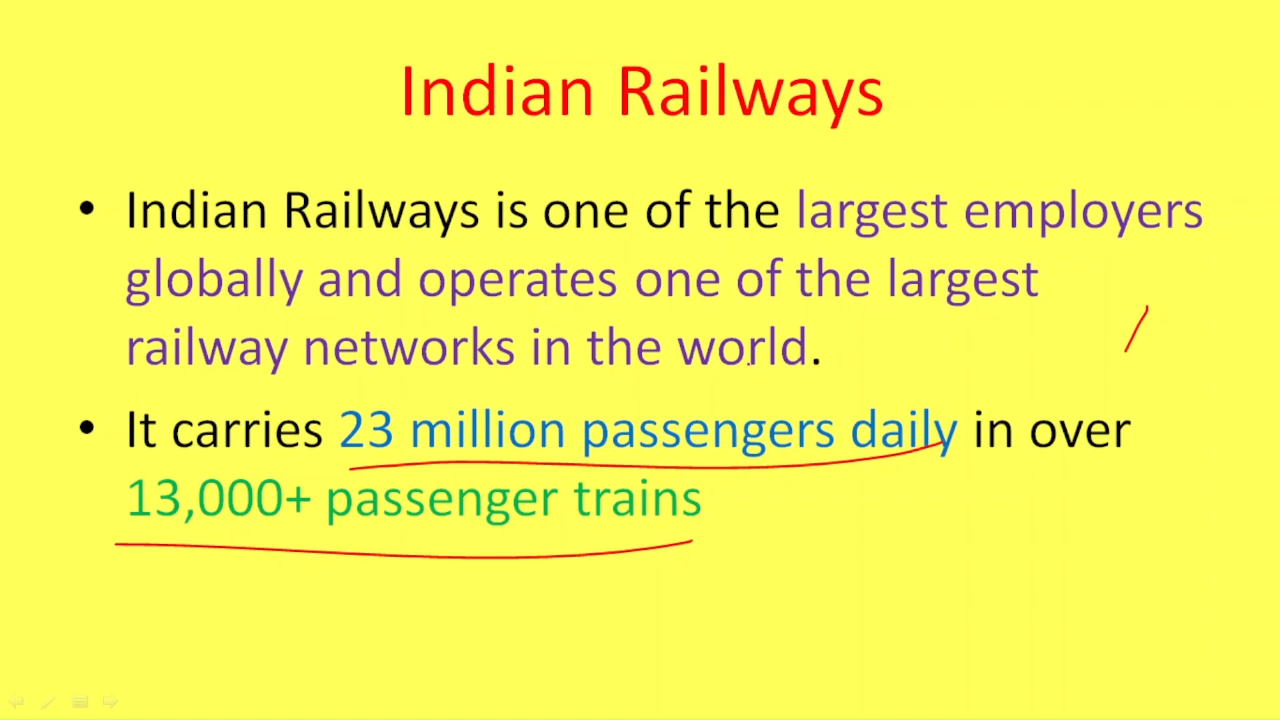 Indian Railways
• Indian Railways is one of the largest employers
globally and operates one of the largest
railway networks in the world.
• It carries 23 million passengers daily in over
13,000+ passenger trains